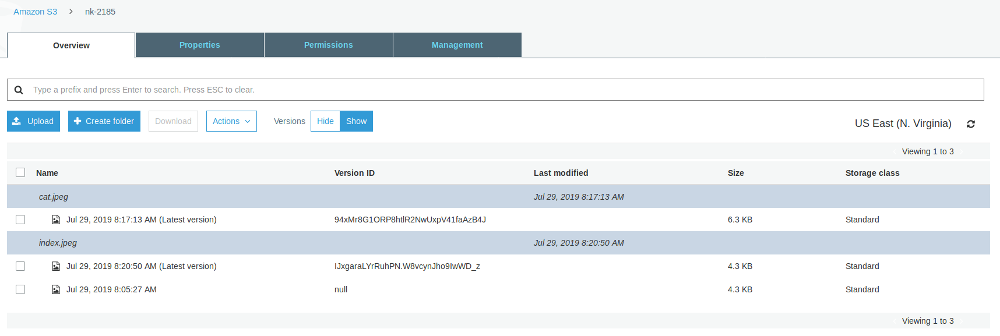 Amazon S3 > nk-2185
Overview Properties Permissions Management
Type a prefix and press Enter to search. Press ESC to clear.
Upload Create folder Download Actions Versions Hide Show
US East (N. Virginia)
Viewing 1 to 3
Name Version ID Last modified Size Storage class
cat.jpeg Jul 29, 2019 8:17:13 AM
Jul 29, 2019 8:17:13 AM (Latest version) 94xMr8G1ORP8htlR2NwUxpV41faAzB4J 6.3 KB Standard
index.jpeg Jul 29, 2019 8:20:50 AM
Jul 29, 2019 8:20:50 AM (Latest version) IJxgaraLYrRuhPN.W8vcynJho9IwWD_z 4.3 KB Standard
Jul 29, 2019 8:05:27 AM null 4.3 KB Standard
Viewing 1 to 3